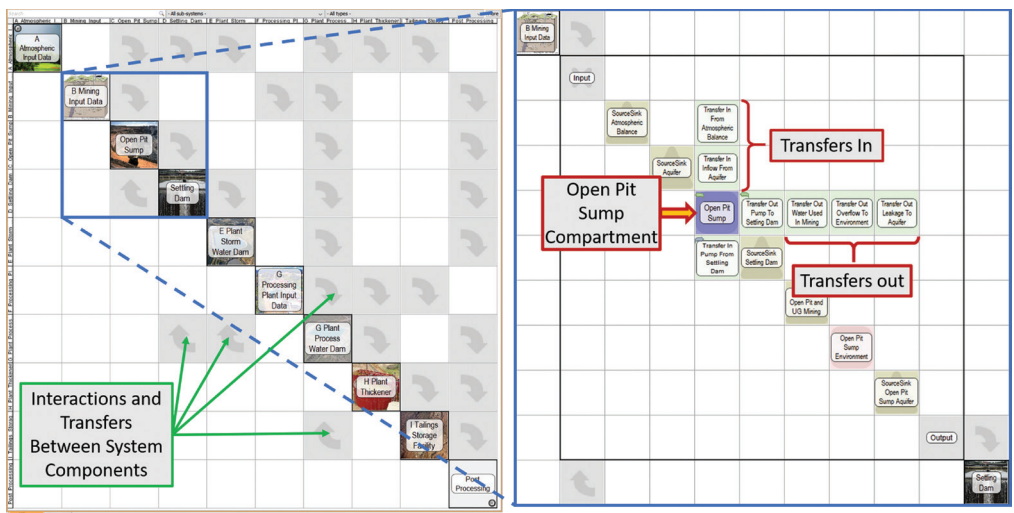 Search
- All sub-systems -
- All types -
A Atmospheric I
B Mining Input
C Open Pit Sump
D Settling Dam
E Plant Storm
F Processing Pl
G Plant Process
H Plant Thickener
I Tailings Storag
Post Processing
A
Atmospheric
Input Data
B Mining
Input Data
Open Pit
Sump
Settling
Dam
E Plant
Storm
Water Dam
G
Processing
Plant Input
Data
G Plant
Process
Water Dam
H Plant
Thickener
I Tailings
Storage
Facility
Post
Processing
Interactions and
Transfers
Between System
Components
B Mining
Input Data
Input
SourceSink
Atmospheric
Balance
Transfer In
From
Atmospheric
Balance
Transfers In
SourceSink
Aquifer
Transfer In
Inflow From
Aquifer
Open Pit
Sump
Compartment
Open Pit
Sump
Transfer Out
Pump To
Settling Dam
Transfer Out
Water Used
In Mining
Transfer Out
Overflow To
Environment
Transfer Out
Leakage To
Aquifer
Transfer In
Pump From
Settling
Dam
SourceSink
Setting Dam
Transfers out
Open Pit and
UG Mining
Open Pit
Sump
Environment
SourceSink
Open Pit
Sump Aquifer
Output
Settling
Dam